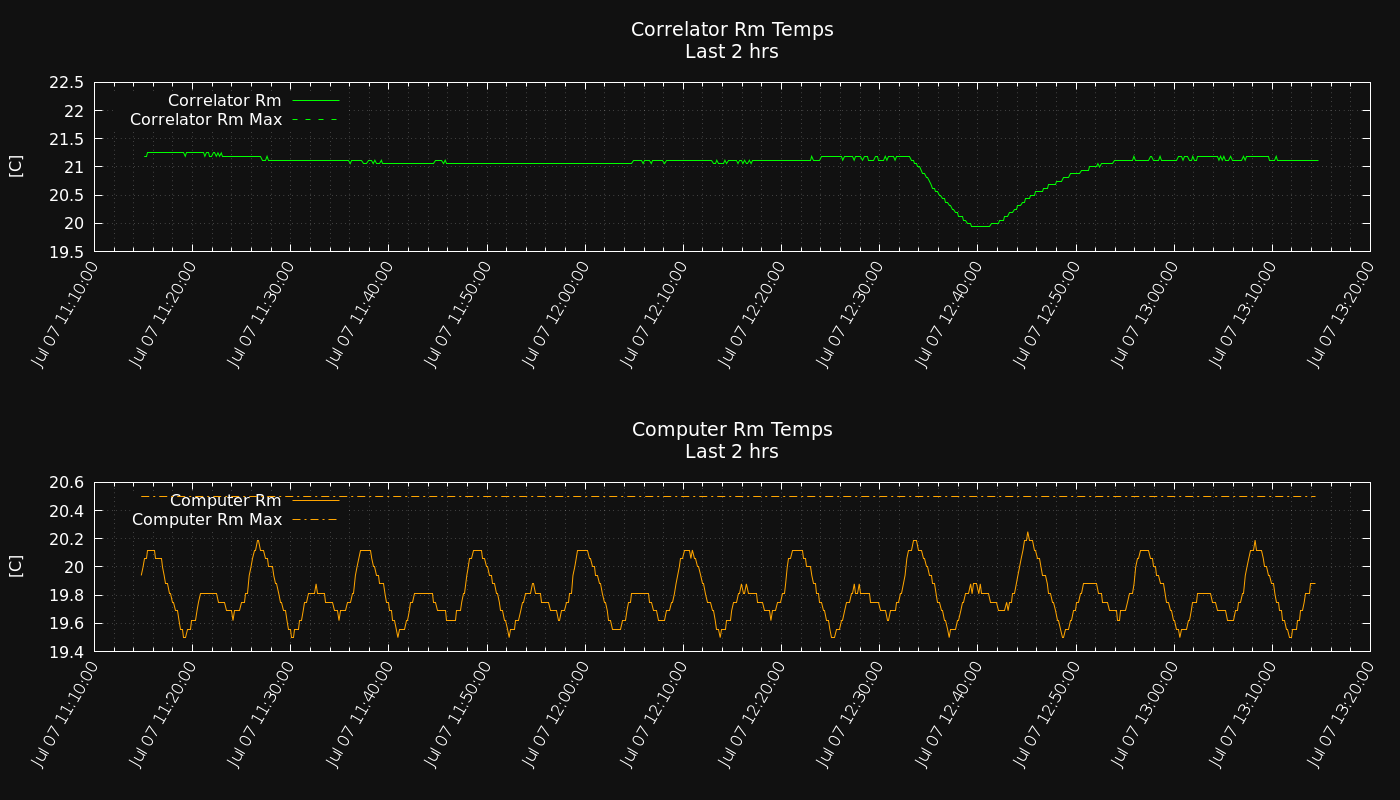 Correlator Rm Temps
Last 2 hrs
22.5
22
21.5
21
20.5
20
19.5
[C]
Correlator Rm
Correlator Rm Max
Jul 07 11:10:00
Jul 07 11:20:00
Jul 07 11:30:00
Jul 07 11:40:00
Jul 07 11:50:00
Jul 07 12:00:00
Jul 07 12:10:00
Jul 07 12:20:00
Jul 07 12:30:00
Jul 07 12:40:00
Jul 07 12:50:00
Jul 07 13:00:00
Jul 07 13:10:00
Jul 07 13:20:00
Computer Rm Temps
Last 2 hrs
20.6
20.4
20.2
20
19.8
19.6
19.4
[C]
Computer Rm
Computer Rm Max
Jul 07 11:10:00
Jul 07 11:20:00
Jul 07 11:30:00
Jul 07 11:40:00
Jul 07 11:50:00
Jul 07 12:00:00
Jul 07 12:10:00
Jul 07 12:20:00
Jul 07 12:30:00
Jul 07 12:40:00
Jul 07 12:50:00
Jul 07 13:00:00
Jul 07 13:10:00
Jul 07 13:20:00